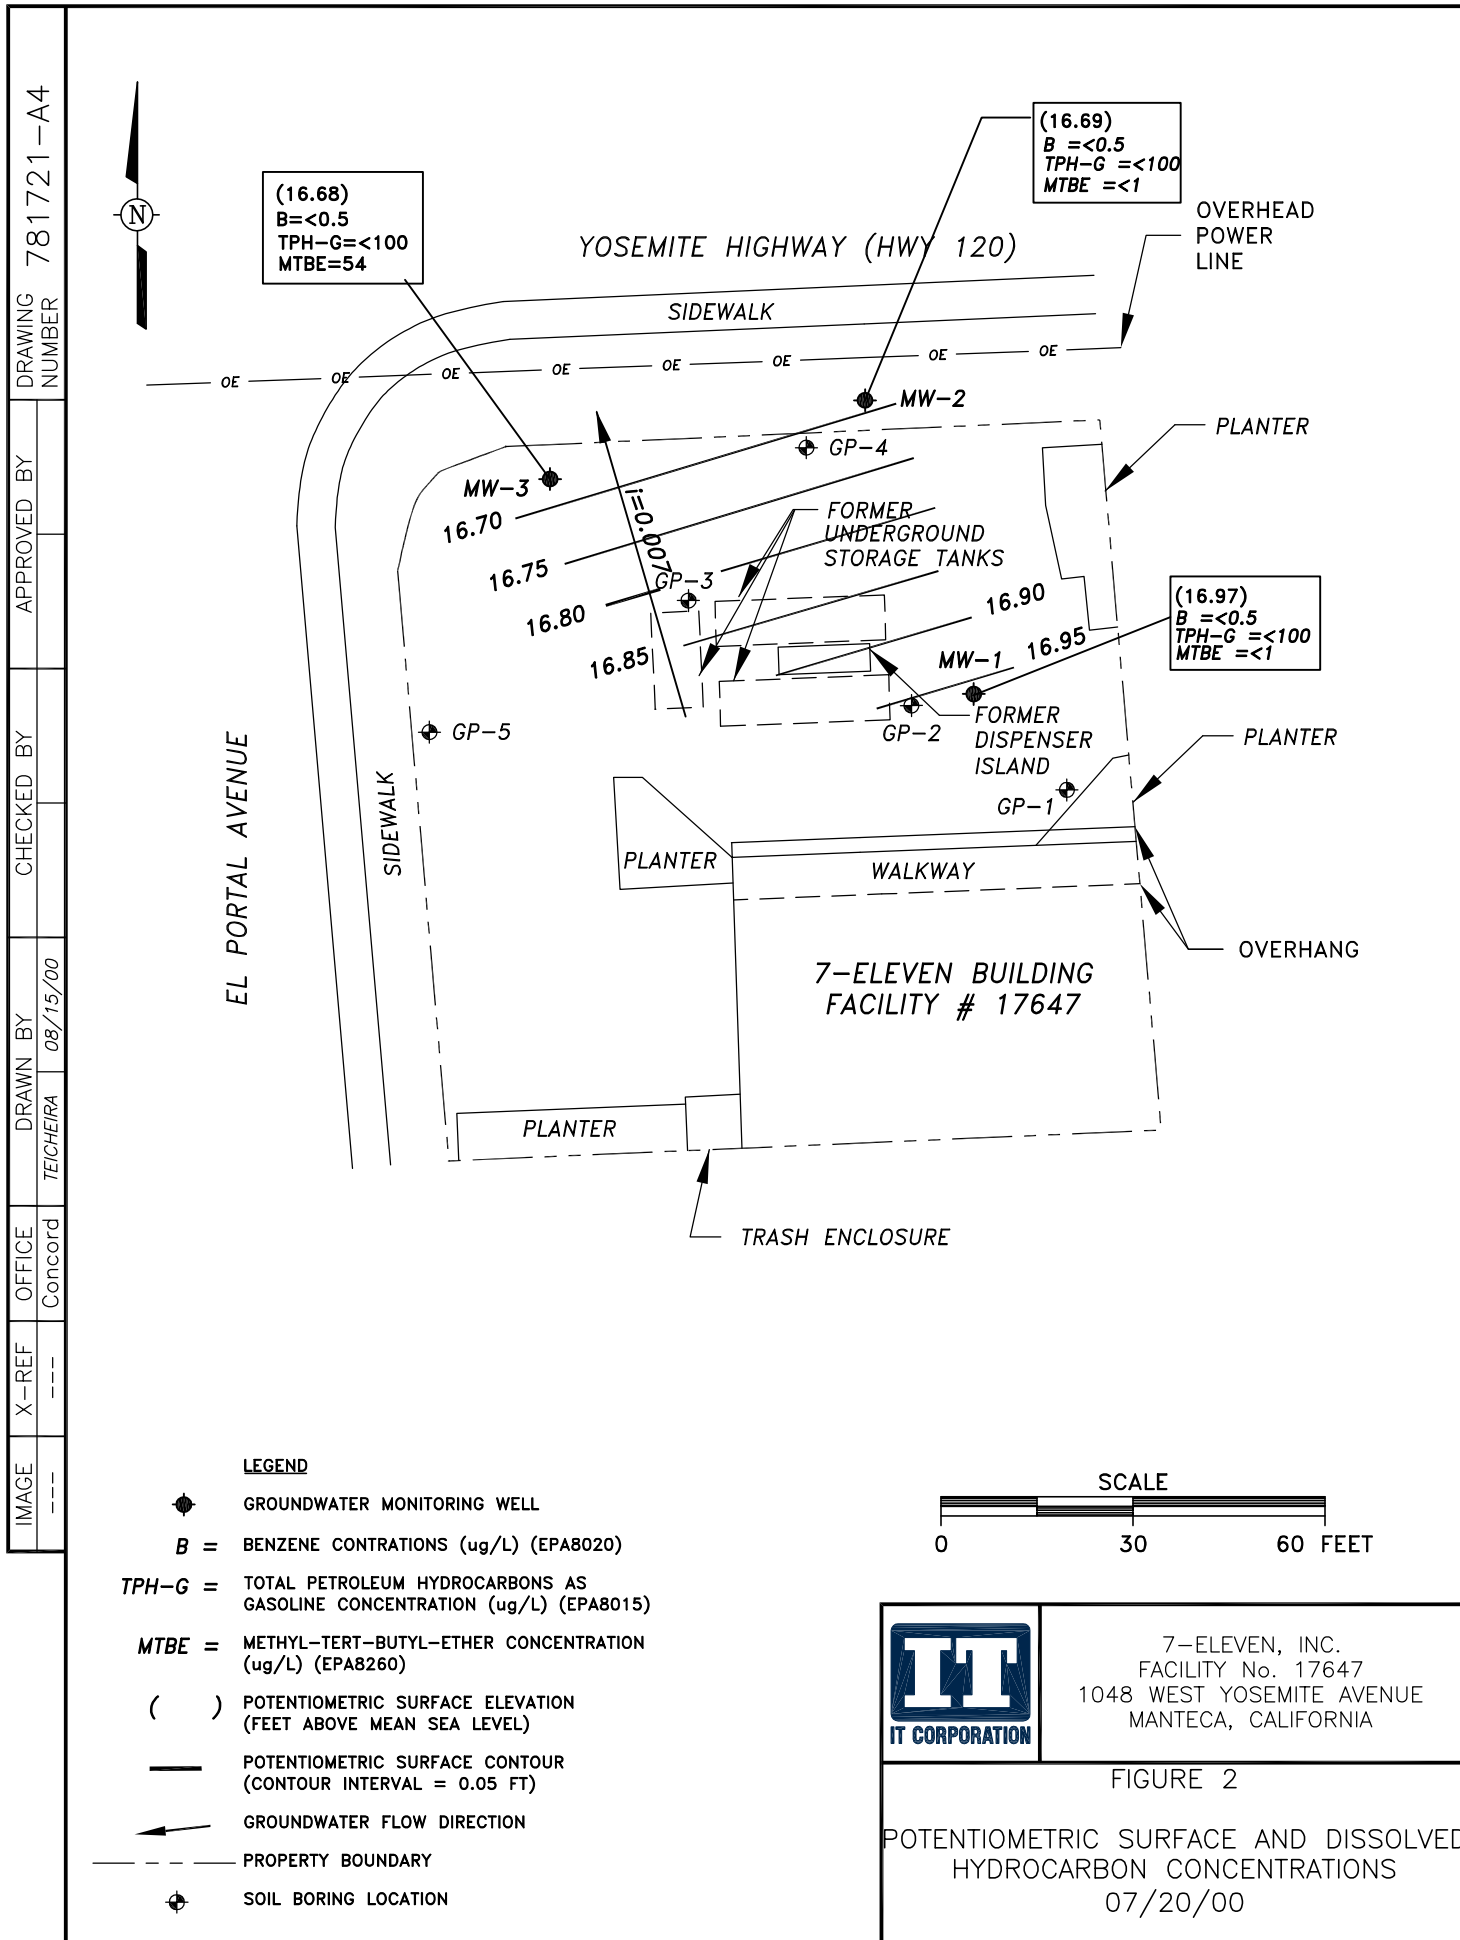 DRAWING
NUMBER
781721-A4
APPROVED BY
CHECKED BY
DRAWN BY
TEICHEIRA
08/15/00
OFFICE
Concord
X-REF
---
IMAGE
---
N
(16.68)
B=<0.5
TPH-G=<100
MTBE=54
(16.69)
B =<0.5
TPH-G =<100
MTBE =<1
OVERHEAD
POWER
LINE
YOSEMITE HIGHWAY (HWY 120)
SIDEWALK
OE OE OE OE OE OE OE OE
MW-2
PLANTER
GP-4
MW-3
16.70
i=0.007
FORMER
UNDERGROUND
STORAGE TANKS
16.75
GP-3
16.80
16.90
(16.97)
B =<0.5
TPH-G =<100
MTBE =<1
16.85
MW-1
16.95
GP-5
GP-2
FORMER
DISPENSER
ISLAND
PLANTER
GP-1
EL PORTAL AVENUE
SIDEWALK
PLANTER
WALKWAY
OVERHANG
7-ELEVEN BUILDING
FACILITY # 17647
PLANTER
TRASH ENCLOSURE
LEGEND
GROUNDWATER MONITORING WELL
B = BENZENE CONTRATIONS (ug/L) (EPA8020)
TPH-G = TOTAL PETROLEUM HYDROCARBONS AS
GASOLINE CONCENTRATION (ug/L) (EPA8015)
MTBE = METHYL-TERT-BUTYL-ETHER CONCENTRATION
(ug/L) (EPA8260)
( ) POTENTIOMETRIC SURFACE ELEVATION
(FEET ABOVE MEAN SEA LEVEL)
POTENTIOMETRIC SURFACE CONTOUR
(CONTOUR INTERVAL = 0.05 FT)
GROUNDWATER FLOW DIRECTION
PROPERTY BOUNDARY
SOIL BORING LOCATION
SCALE
0 30 60 FEET
IT
IT CORPORATION
7-ELEVEN, INC.
FACILITY No. 17647
1048 WEST YOSEMITE AVENUE
MANTECA, CALIFORNIA
FIGURE 2
POTENTIOMETRIC SURFACE AND DISSOLVED
HYDROCARBON CONCENTRATIONS
07/20/00